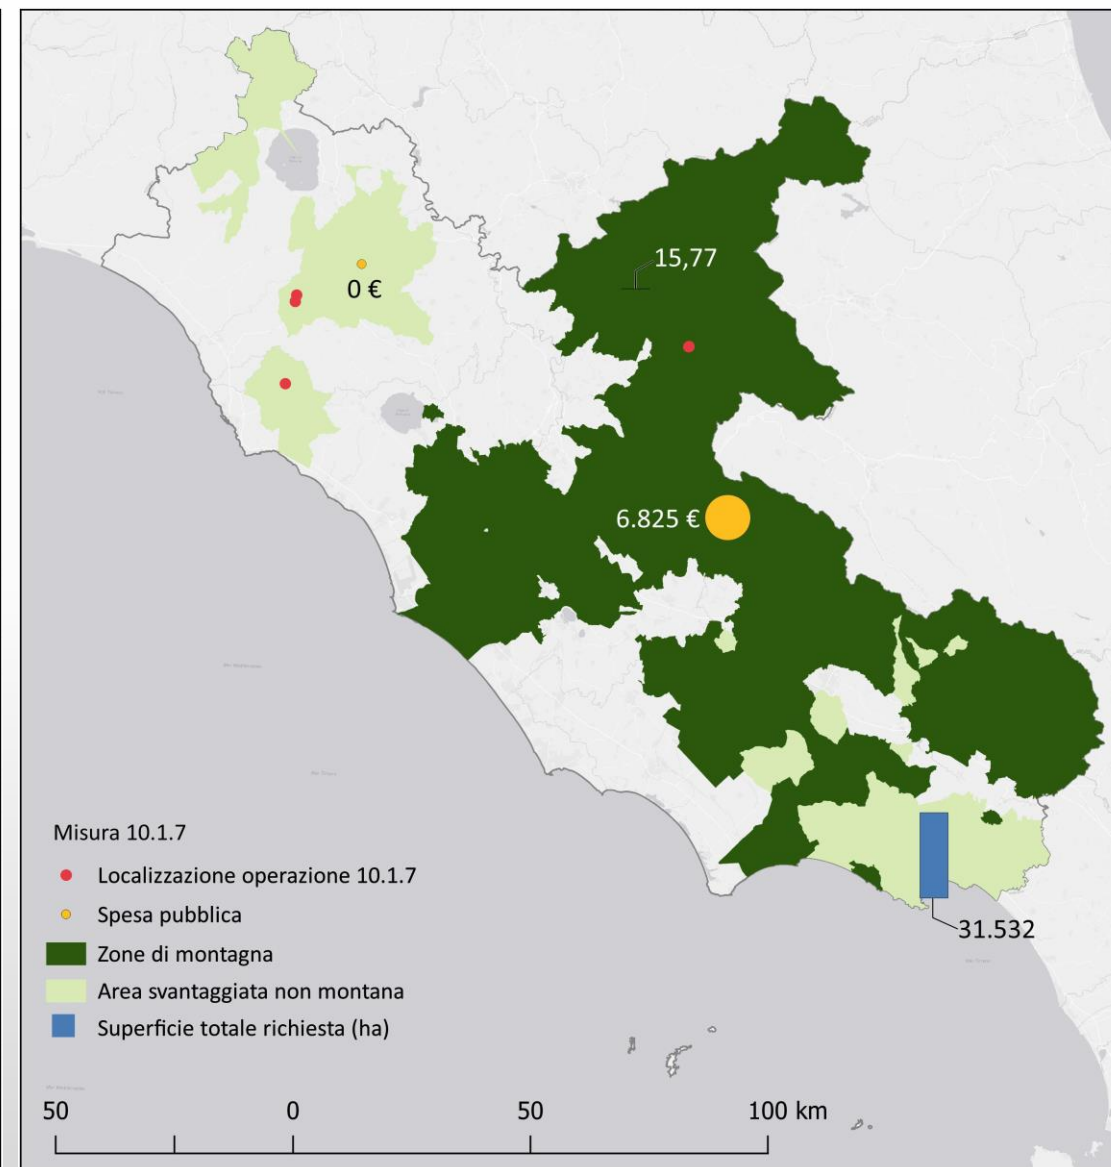 15,77
0 €
6.825 €
31.532
Misura 10.1.7
Localizzazione operazione 10.1.7
Spesa pubblica
Zone di montagna
Area svantaggiata non montana
Superficie totale richiesta (ha)
50 0 50 100 km